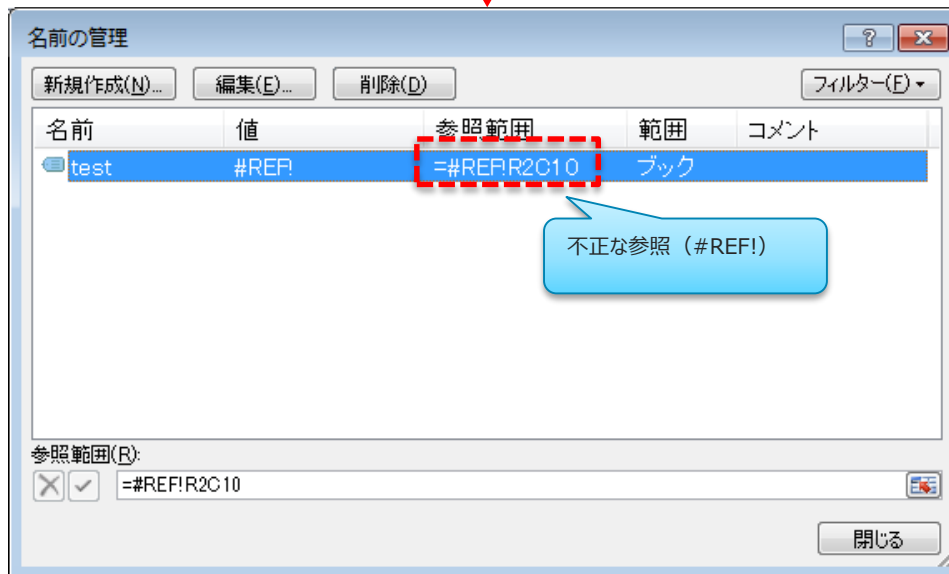 名前の管理
新規作成(N)... 編集(E)... 削除(D) フィルター(F)
名前 値 参照範囲 範囲 コメント
test #REF! =#REF!R2C10 ブック
不正な参照（#REF!）
参照範囲(R):
=#REF!R2C10
閉じる